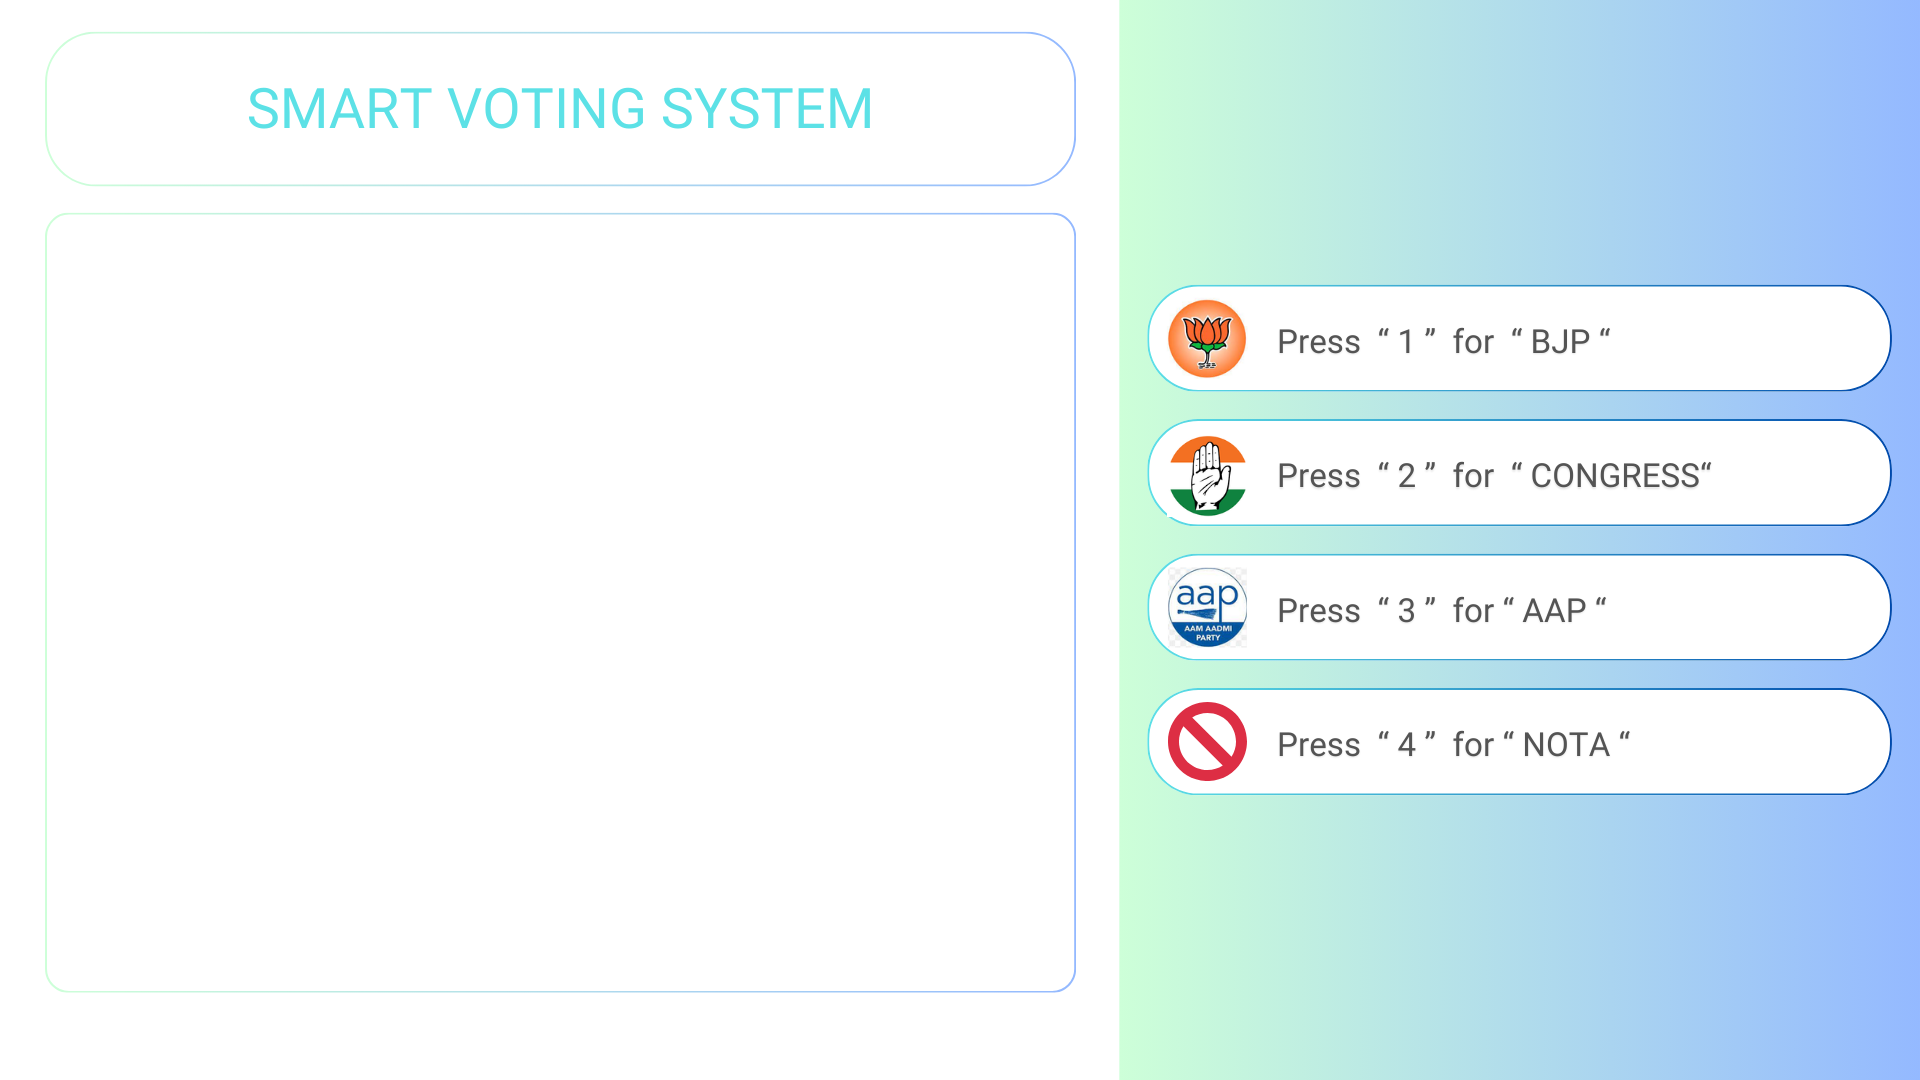 SMART VOTING SYSTEM
Press “ 1 ” for “ BJP “
Press “ 2 ” for “ CONGRESS“
aap
AAM AADMI
PARTY
Press “ 3 ” for “ AAP “
Press “ 4 ” for “ NOTA “